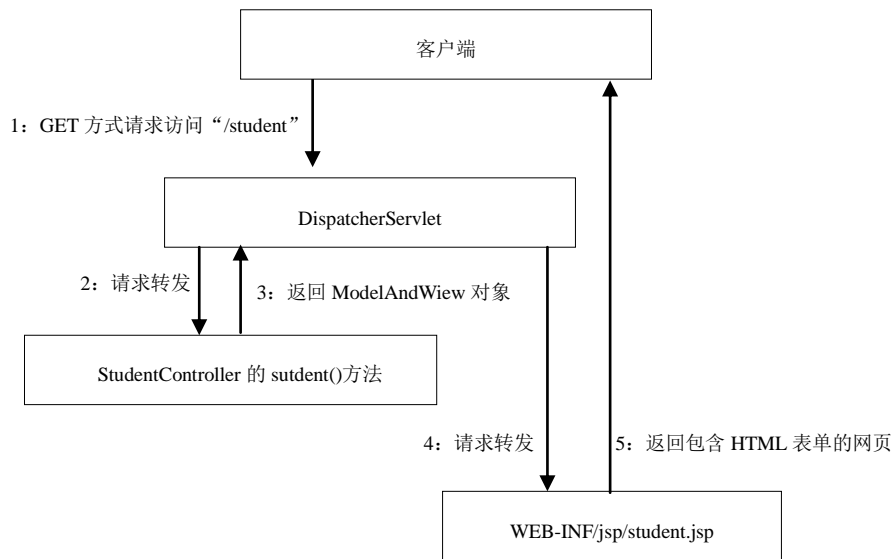 客户端
1：GET 方式请求访问“/student”
DispatcherServlet
2：请求转发
3：返回 ModelAndWiew 对象
StudentController 的 sutdent()方法
4：请求转发
5：返回包含 HTML 表单的网页
WEB-INF/jsp/student.jsp